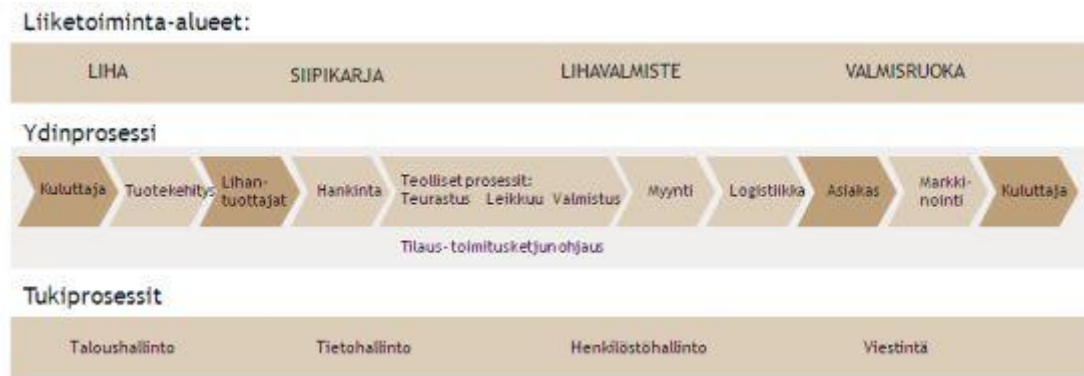 Liiketoiminta-alueet:
LIHA SIIPIKARJA LIHAVALMISTE VALMISRUOKA
Ydinprosessi
Kuluttaja
Tuotekehitys
Lihan-
tuottajat
Hankinta
Teolliset prosessit:
Teurastus Leikkuu Valmistus
Myynti
Logistiikka
Asiakas
Markki-
nointi
Kuluttaja
Tilaus-toimitusketjun ohjaus
Tukiprosessit
Taloushallinto Tietohallinto Henkilöstöhallinto Viestintä